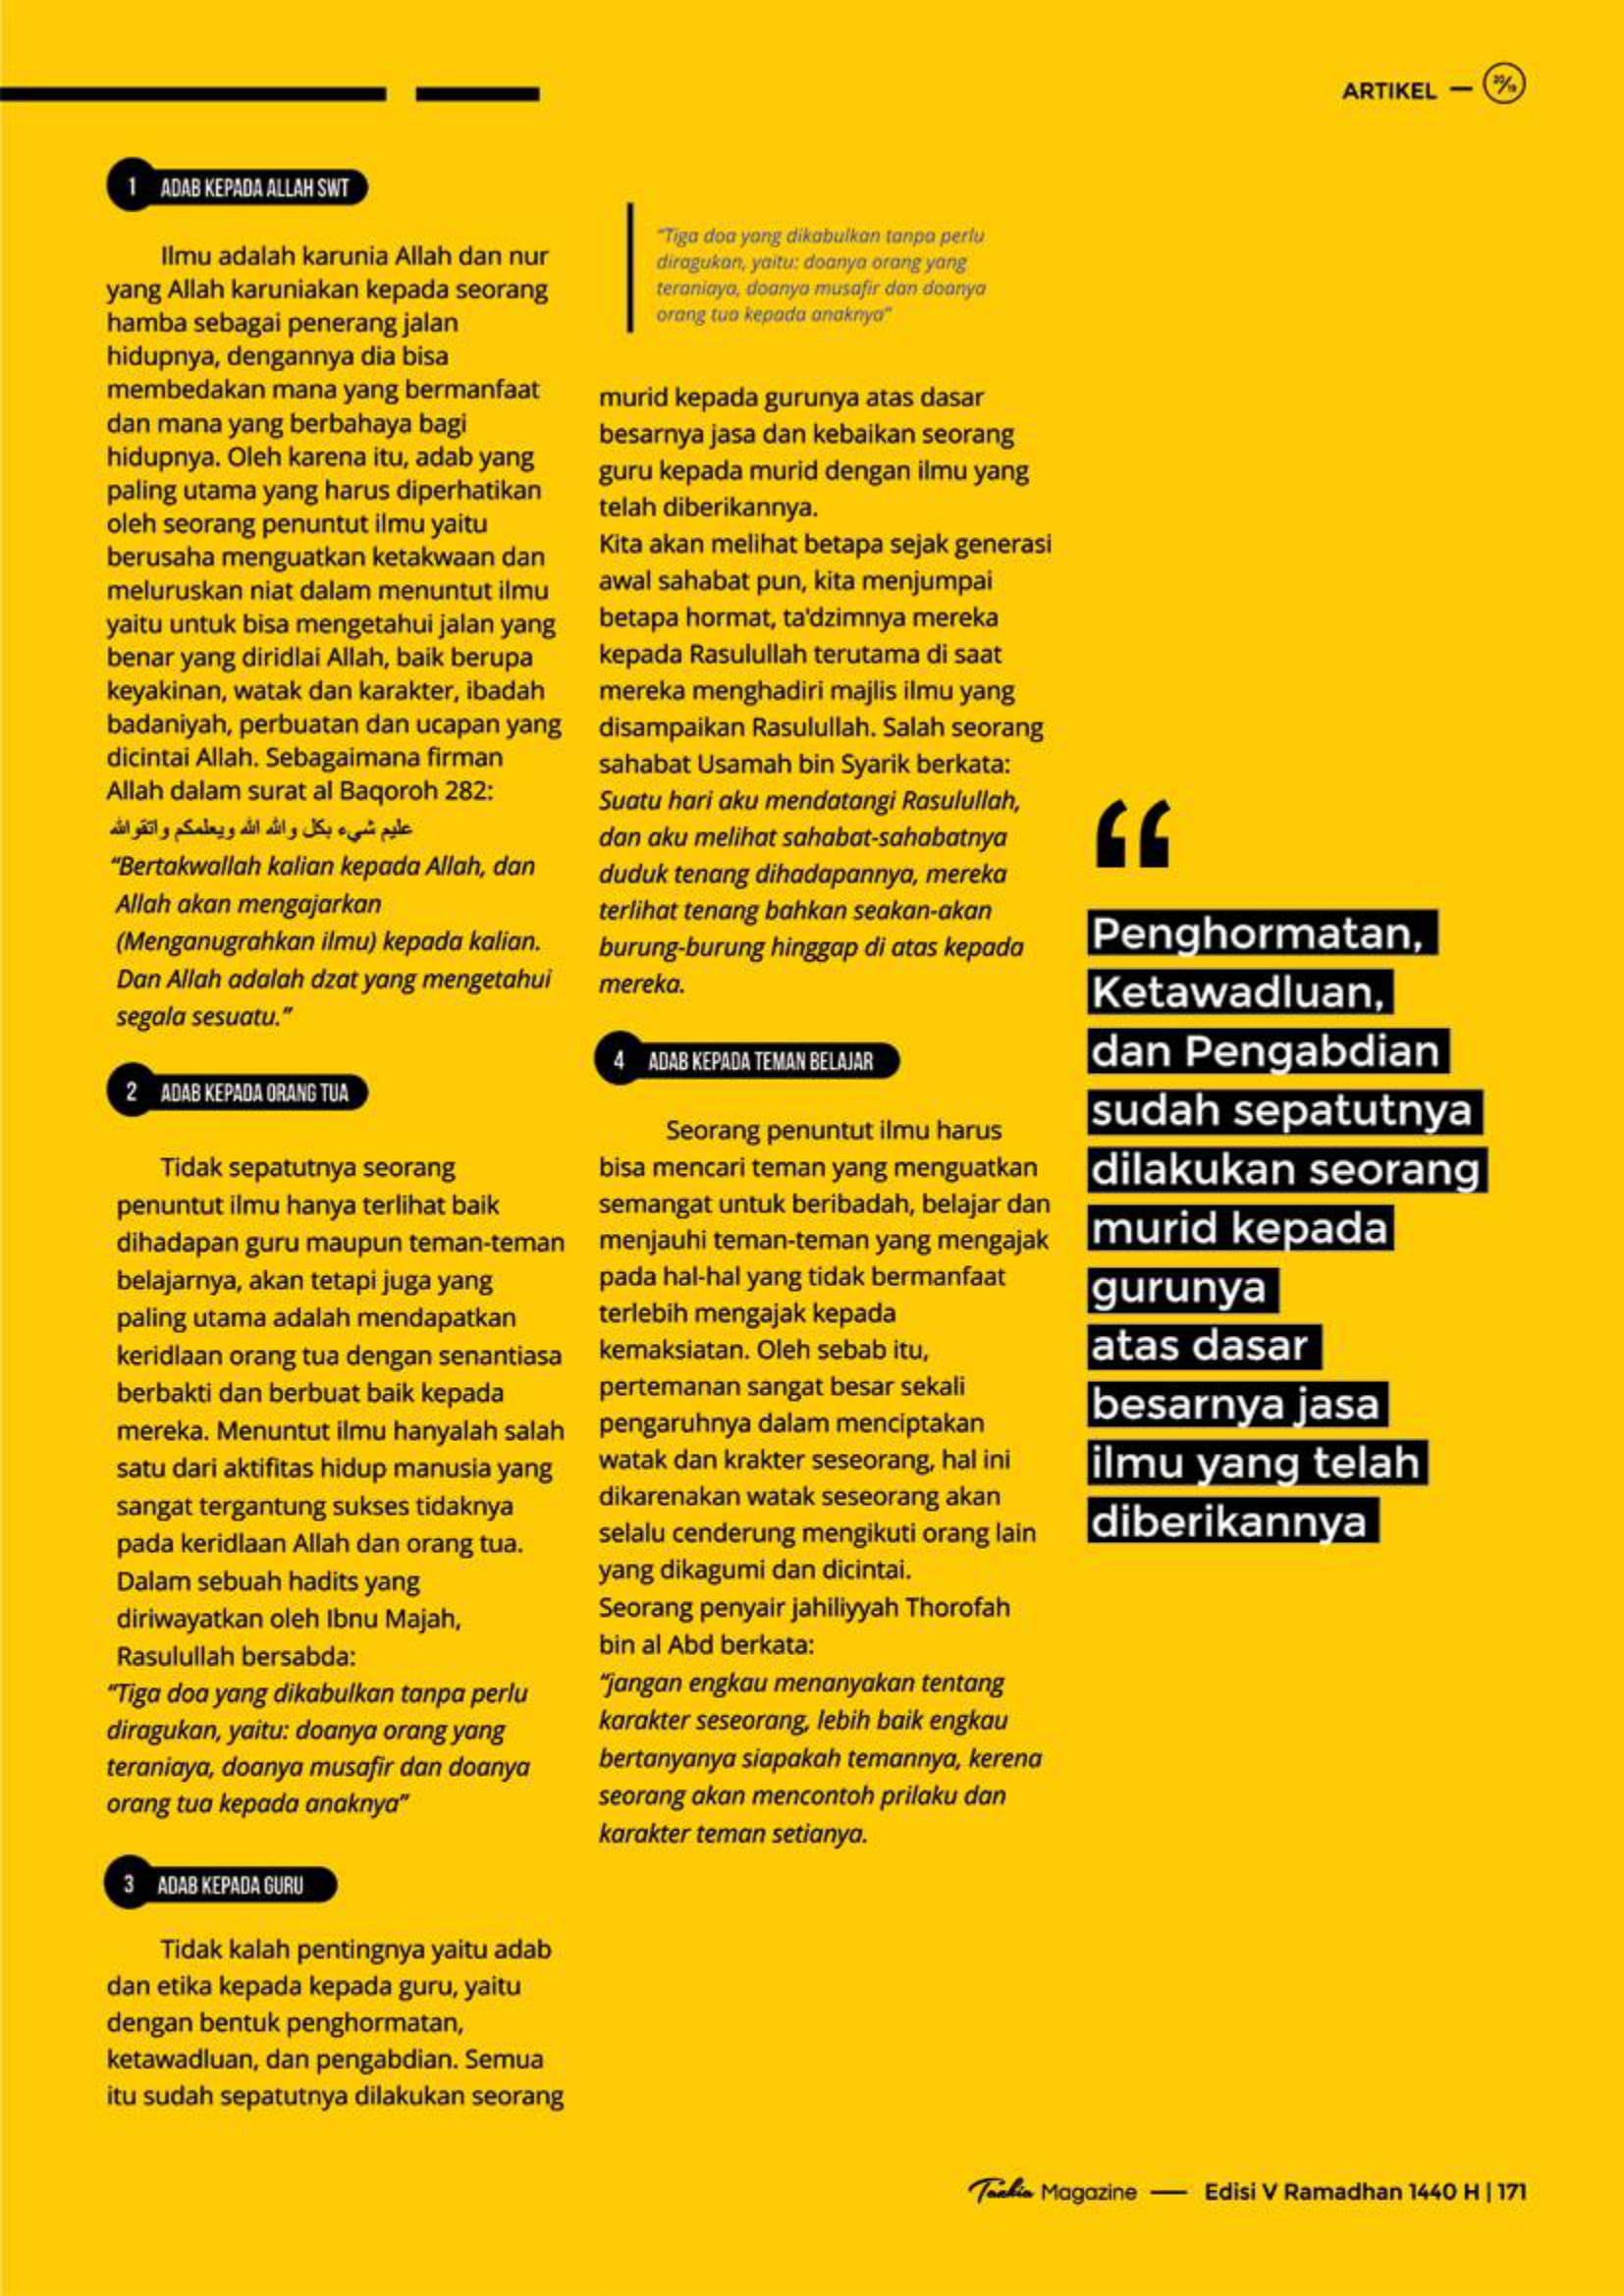 ARTIKEL — 20/19
1 ADAB KEPADA ALLAH SWT
Ilmu adalah karunia Allah dan nur
yang Allah karuniakan kepada seorang
hamba sebagai penerang jalan
hidupnya, dengannya dia bisa
membedakan mana yang bermanfaat
dan mana yang berbahaya bagi
hidupnya. Oleh karena itu, adab yang
paling utama yang harus diperhatikan
oleh seorang penuntut ilmu yaitu
berusaha menguatkan ketakwaan dan
meluruskan niat dalam menuntut ilmu
yaitu untuk bisa mengetahui jalan yang
benar yang diridlai Allah, baik berupa
keyakinan, watak dan karakter, ibadah
badaniyah, perbuatan dan ucapan yang
dicintai Allah. Sebagaimana firman
Allah dalam surat al Baqoroh 282:
عليم شيء بكل و الله الله ويعلمكم و اتقو الله
“Bertakwallah kalian kepada Allah, dan
Allah akan mengajarkan
(Menganugrahkan ilmu) kepada kalian.
Dan Allah adalah dzat yang mengetahui
segala sesuatu.”
2 ADAB KEPADA ORANG TUA
Tidak sepatutnya seorang
penuntut ilmu hanya terlihat baik
dihadapan guru maupun teman-teman
belajarnya, akan tetapi juga yang
paling utama adalah mendapatkan
keridlaan orang tua dengan senantiasa
berbakti dan berbuat baik kepada
mereka. Menuntut ilmu hanyalah salah
satu dari aktifitas hidup manusia yang
sangat tergantung sukses tidaknya
pada keridlaan Allah dan orang tua.
Dalam sebuah hadits yang
diriwayatkan oleh Ibnu Majah,
Rasulullah bersabda:
“Tiga doa yang dikabulkan tanpa perlu
diragukan, yaitu: doanya orang yang
teraniaya, doanya musafir dan doanya
orang tua kepada anaknya”
3 ADAB KEPADA GURU
Tidak kalah pentingnya yaitu adab
dan etika kepada kepada guru, yaitu
dengan bentuk penghormatan,
ketawadluan, dan pengabdian. Semua
itu sudah sepatutnya dilakukan seorang
“Tiga doa yang dikabulkan tanpa perlu
diragukan, yaitu: doanya orang yang
teraniaya, doanya musafir dan doanya
orang tua kepada anaknya”
murid kepada gurunya atas dasar
besarnya jasa dan kebaikan seorang
guru kepada murid dengan ilmu yang
telah diberikannya.
Kita akan melihat betapa sejak generasi
awal sahabat pun, kita menjumpai
betapa hormat, ta'dzimnya mereka
kepada Rasulullah terutama di saat
mereka menghadiri majlis ilmu yang
disampaikan Rasulullah. Salah seorang
sahabat Usamah bin Syarik berkata:
Suatu hari aku mendatangi Rasulullah,
dan aku melihat sahabat-sahabatnya
duduk tenang dihadapannya, mereka
terlihat tenang bahkan seakan-akan
burung-burung hinggap di atas kepada
mereka.
4 ADAB KEPADA TEMAN BELAJAR
Seorang penuntut ilmu harus
bisa mencari teman yang menguatkan
semangat untuk beribadah, belajar dan
menjauhi teman-teman yang mengajak
pada hal-hal yang tidak bermanfaat
terlebih mengajak kepada
kemaksiatan. Oleh sebab itu,
pertemanan sangat besar sekali
pengaruhnya dalam menciptakan
watak dan krakter seseorang, hal ini
dikarenakan watak seseorang akan
selalu cenderung mengikuti orang lain
yang dikagumi dan dicintai.
Seorang penyair jahiliyyah Thorofah
bin al Abd berkata:
“jangan engkau menanyakan tentang
karakter seseorang, lebih baik engkau
bertanyanya siapakah temannya, kerena
seorang akan mencontoh prilaku dan
karakter teman setianya.
“
Penghormatan,
Ketawadluan,
dan Pengabdian
sudah sepatutnya
dilakukan seorang
murid kepada
gurunya
atas dasar
besarnya jasa
ilmu yang telah
diberikannya
Tazkia Magazine — Edisi V Ramadhan 1440 H | 171